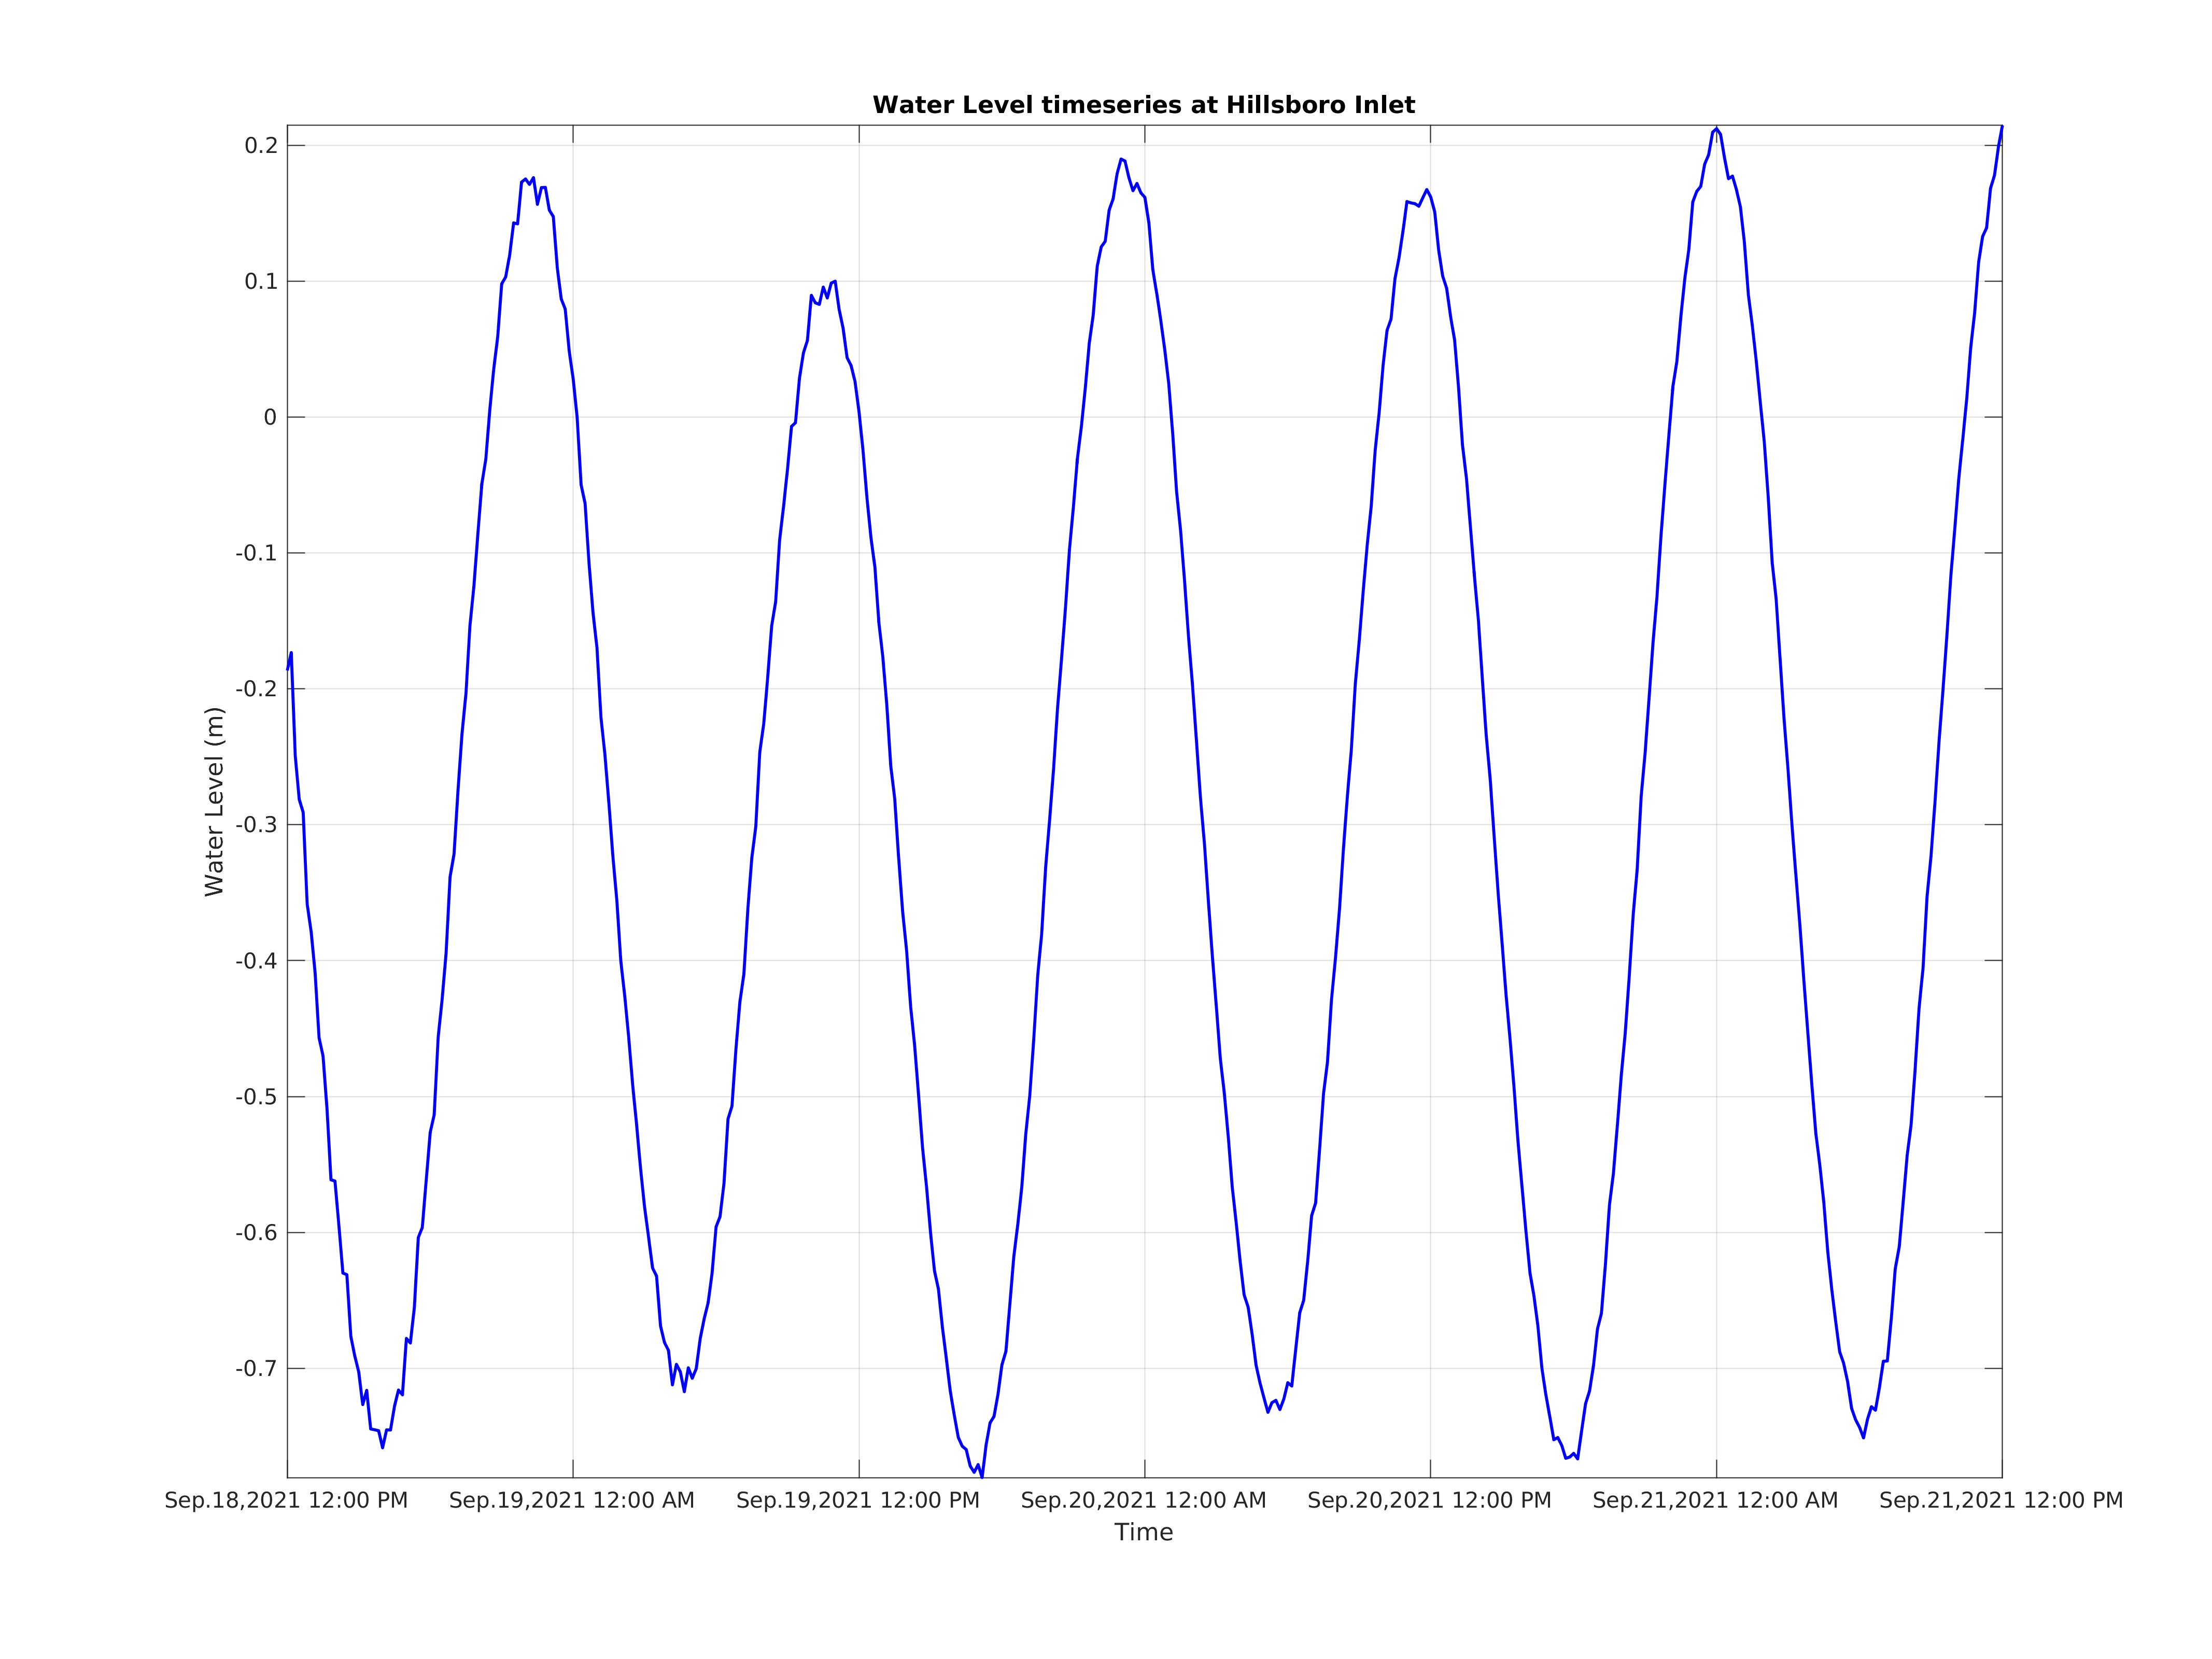 Water Level timeseries at Hillsboro Inlet
0.2
0.1
0
-0.1
-0.2
-0.3
-0.4
-0.5
-0.6
-0.7
Water Level (m)
Sep.18,2021 12:00 PM Sep.19,2021 12:00 AM Sep.19,2021 12:00 PM Sep.20,2021 12:00 AM Sep.20,2021 12:00 PM Sep.21,2021 12:00 AM Sep.21,2021 12:00 PM
Time